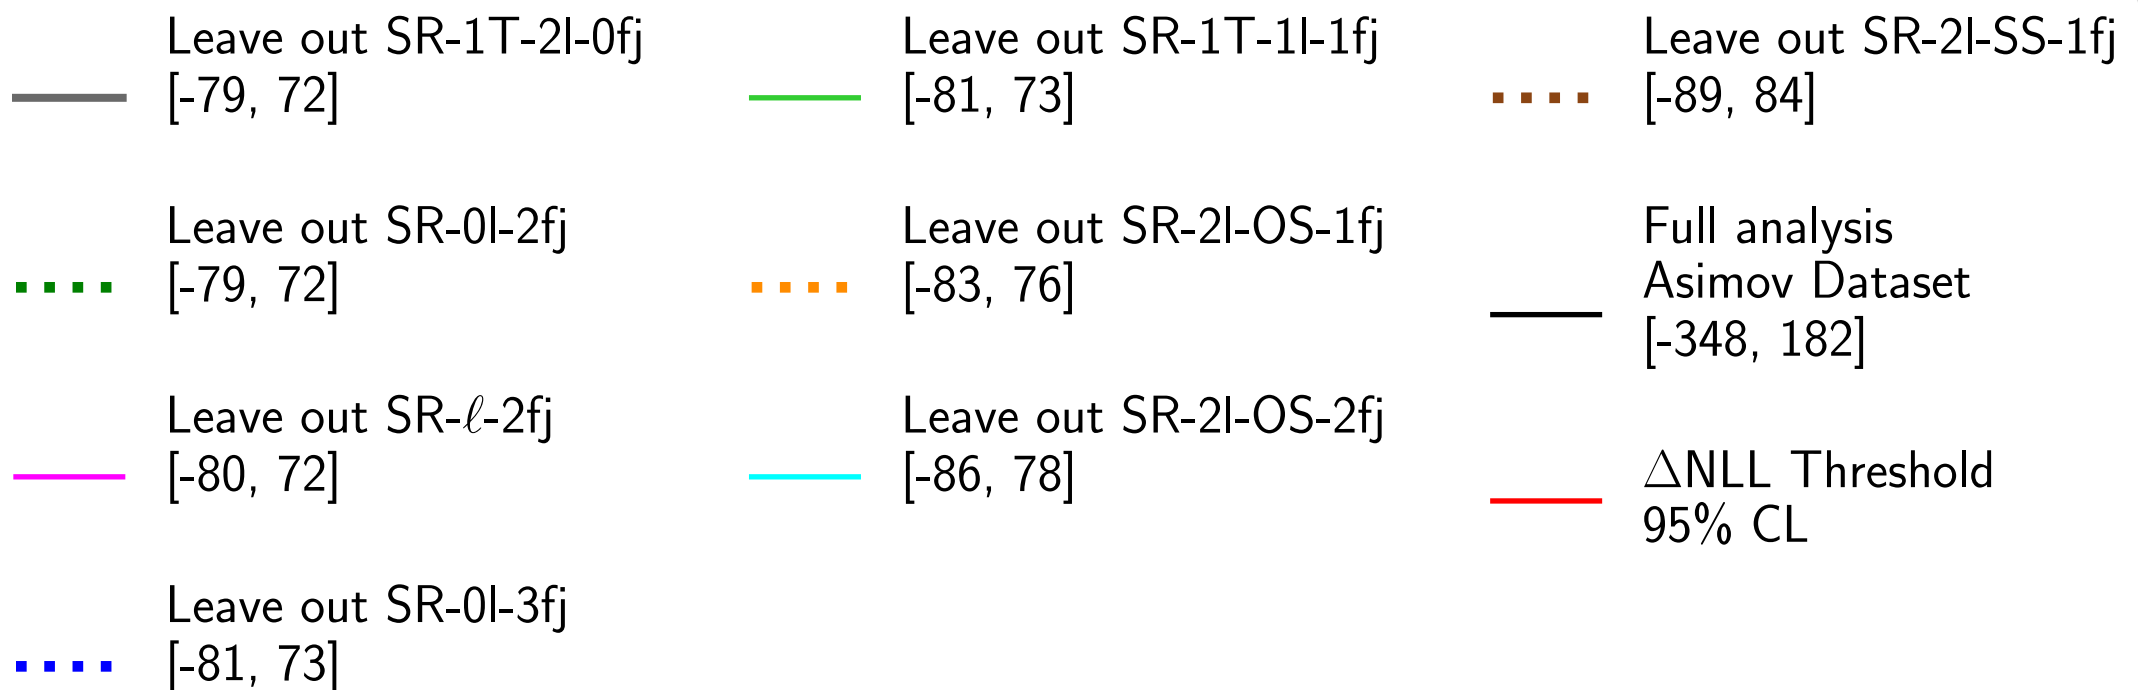 Leave out SR-1T-2l-0fj
[-79, 72]
Leave out SR-0l-2fj
[-79, 72]
Leave out SR-ℓ-2fj
[-80, 72]
Leave out SR-0l-3fj
[-81, 73]
Leave out SR-1T-1l-1fj
[-81, 73]
Leave out SR-2l-OS-1fj
[-83, 76]
Leave out SR-2l-OS-2fj
[-86, 78]
Leave out SR-2l-SS-1fj
[-89, 84]
Full analysis
Asimov Dataset
[-348, 182]
△NLL Threshold
95% CL